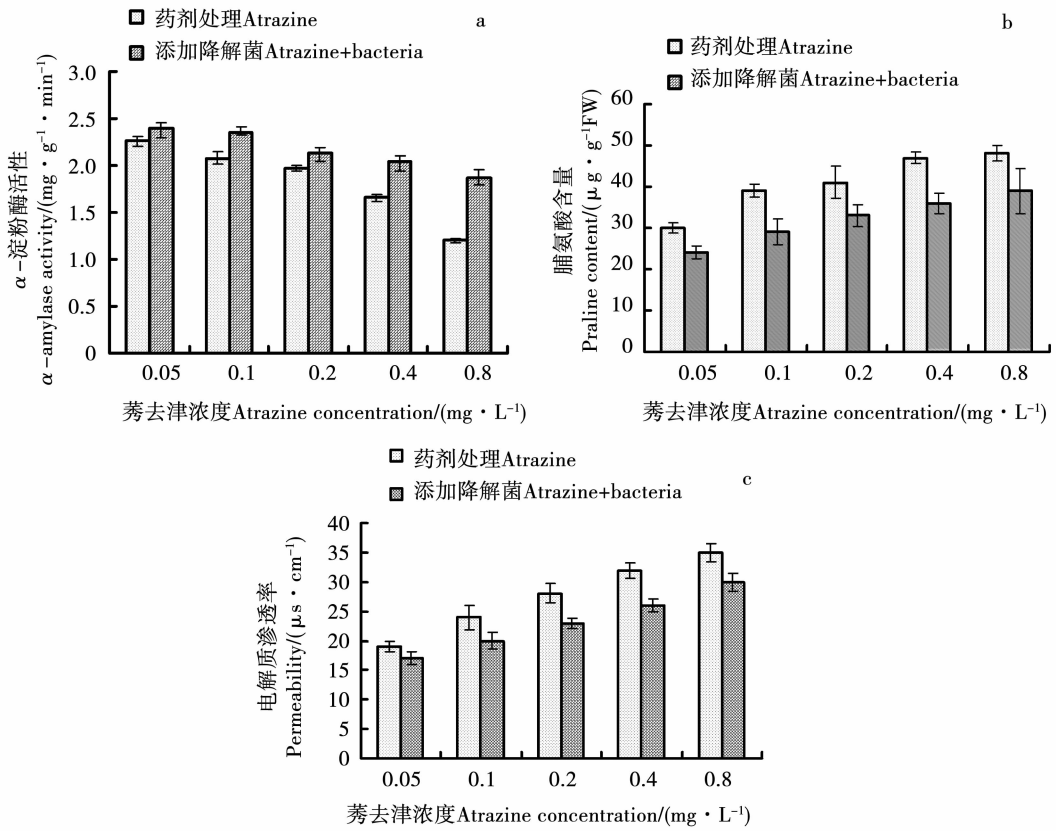 药剂处理Atrazine
添加降解菌Atrazine+bacteria
a
3.0
2.5
2.0
1.5
1.0
0.5
0
α-淀粉酶活性
α-amylase activity/(mg·g⁻¹·min⁻¹)
0.05 0.1 0.2 0.4 0.8
莠去津浓度Atrazine concentration/(mg·L⁻¹)
b
药剂处理Atrazine
添加降解菌Atrazine+bacteria
60
50
40
30
20
10
0
脯氨酸含量
Praline content/(μg·g⁻¹FW)
0.05 0.1 0.2 0.4 0.8
莠去津浓度Atrazine concentration/(mg·L⁻¹)
药剂处理Atrazine
添加降解菌Atrazine+bacteria
c
40
35
30
25
20
15
10
5
0
电解质渗透率
Permeability/(μs·cm⁻¹)
0.05 0.1 0.2 0.4 0.8
莠去津浓度Atrazine concentration/(mg·L⁻¹)